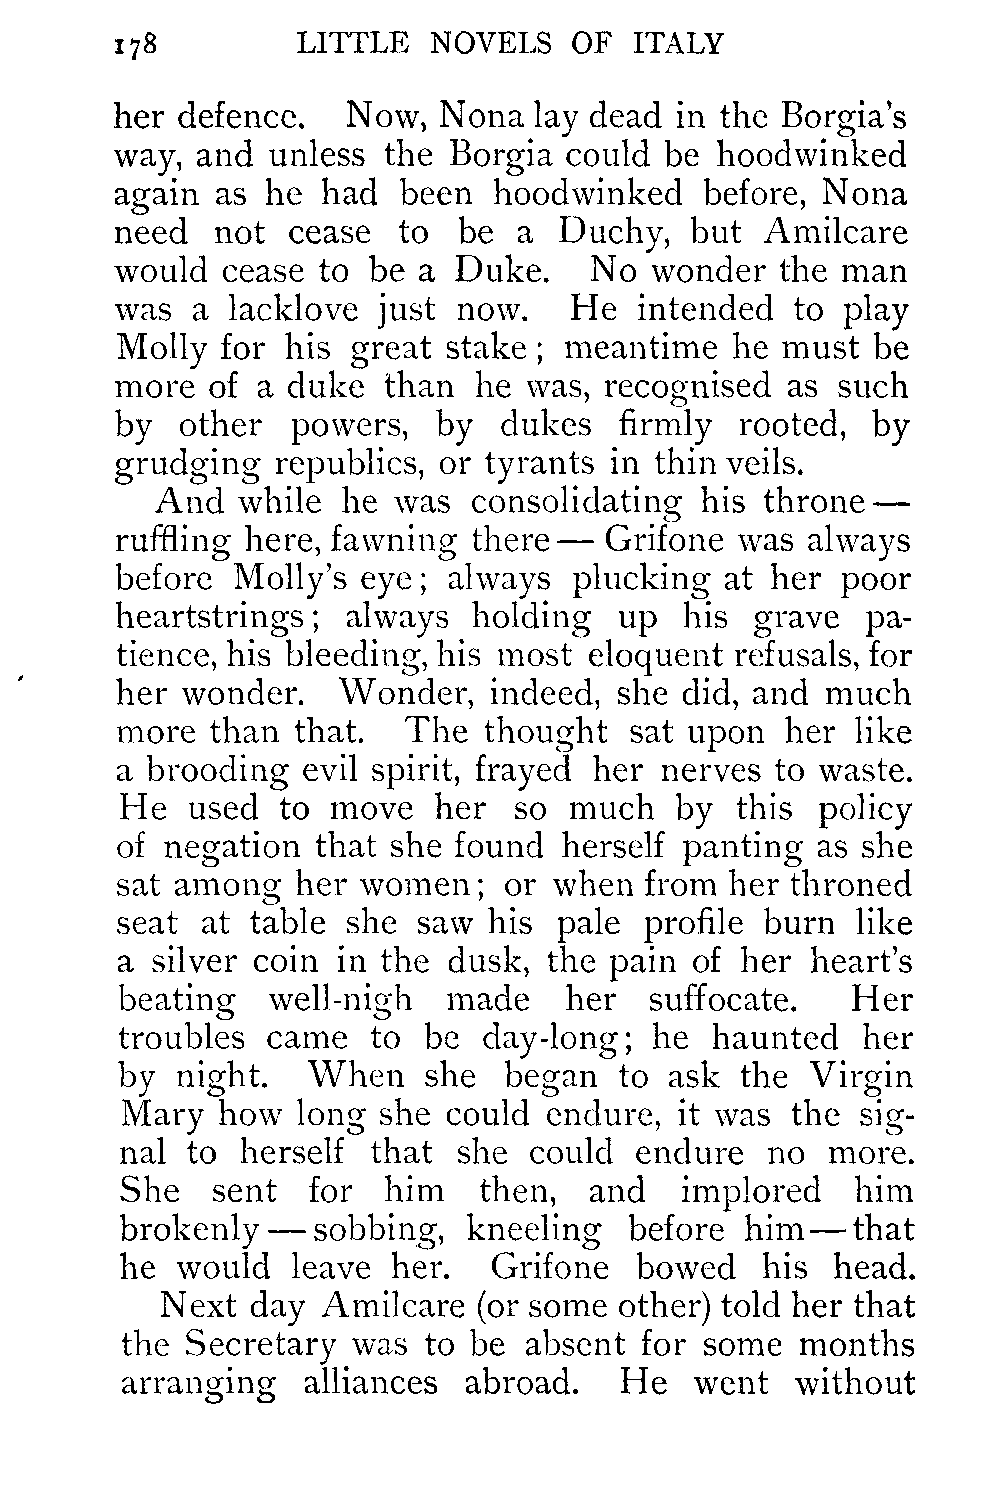 178 LITTLE NOVELS OF ITALY
her defence. Now, Nona lay dead in the Borgia's
way, and unless the Borgia could be hoodwinked
again as he had been hoodwinked before, Nona
need not cease to be a Duchy, but Amilcare
would cease to be a Duke. No wonder the man
was a lacklove just now. He intended to play
Molly for his great stake; meantime he must be
more of a duke than he was, recognised as such
by other powers, by dukes firmly rooted, by
grudging republics, or tyrants in thin veils.
And while he was consolidating his throne—
ruffling here, fawning there— Grifone was always
before Molly's eye; always plucking at her poor
heartstrings; always holding up his grave pa-
tience, his bleeding, his most eloquent refusals, for
her wonder. Wonder, indeed, she did, and much
more than that. The thought sat upon her like
a brooding evil spirit, frayed her nerves to waste.
He used to move her so much by this policy
of negation that she found herself panting as she
sat among her women; or when from her throned
seat at table she saw his pale profile burn like
a silver coin in the dusk, the pain of her heart's
beating well-nigh made her suffocate. Her
troubles came to be day-long; he haunted her
by night. When she began to ask the Virgin
Mary how long she could endure, it was the sig-
nal to herself that she could endure no more.
She sent for him then, and implored him
brokenly—sobbing, kneeling before him—that
he would leave her. Grifone bowed his head.
Next day Amilcare (or some other) told her that
the Secretary was to be absent for some months
arranging alliances abroad. He went without